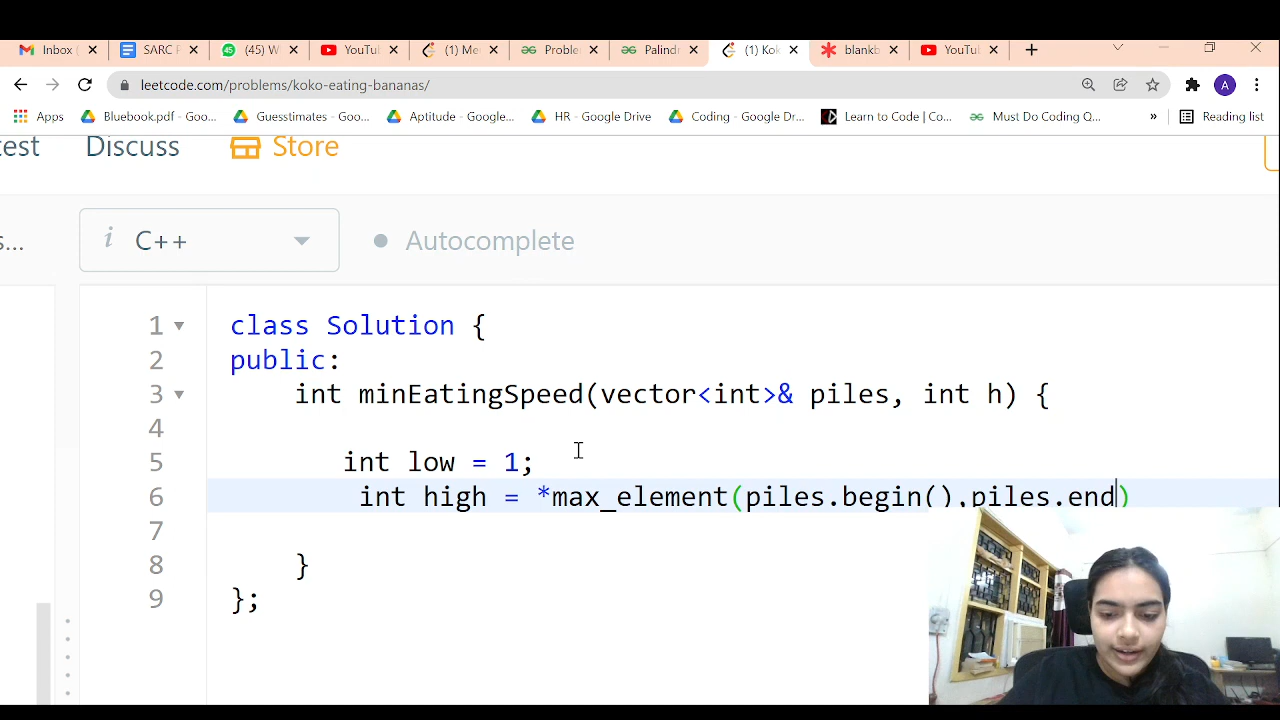 Inbox (
SARC P
(45) W
YouTu
(1) Me
Proble
Palindr
(1) Kok
blankb
YouTu
leetcode.com/problems/koko-eating-bananas/
A
Apps
Bluebook.pdf - Goo...
Guesstimates - Goo...
Aptitude - Google...
HR - Google Drive
Coding - Google Dr...
Learn to Code | Co...
Must Do Coding Q...
»
Reading list
test
Discuss
Store
s...
i
C++
Autocomplete
1 class Solution {
2 public:
3 int minEatingSpeed(vector<int>& piles, int h) {
4
5 int low = 1;
6 int high = *max_element(piles.begin(),piles.end)
7
8 }
9 };